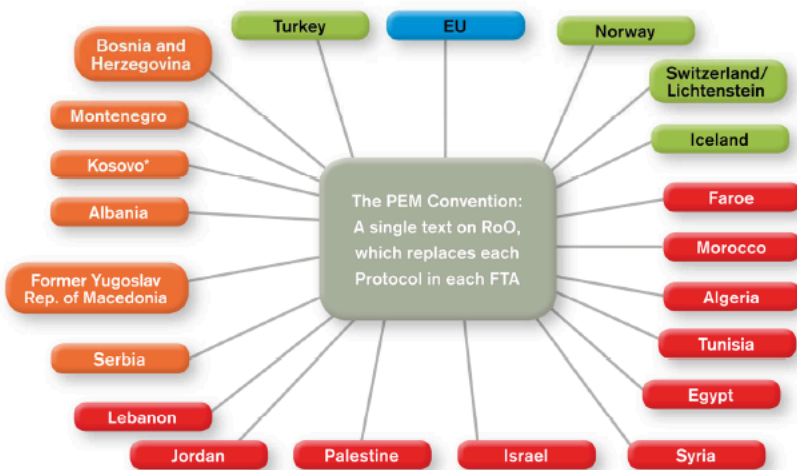 Turkey
EU
Norway
Bosnia and
Herzegovina
Switzerland/
Lichtenstein
Montenegro
Iceland
Kosovo*
The PEM Convention:
A single text on RoO,
which replaces each
Protocol in each FTA
Faroe
Albania
Morocco
Former Yugoslav
Rep. of Macedonia
Algeria
Tunisia
Serbia
Egypt
Lebanon
Jordan
Palestine
Israel
Syria